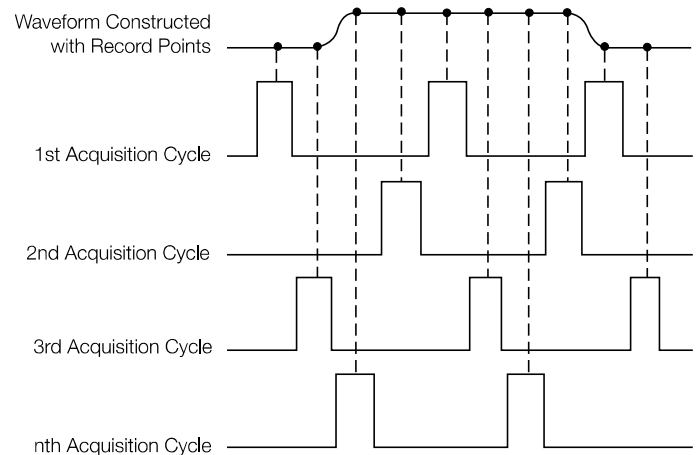 Waveform Constructed
with Record Points
1st Acquisition Cycle
2nd Acquisition Cycle
3rd Acquisition Cycle
nth Acquisition Cycle